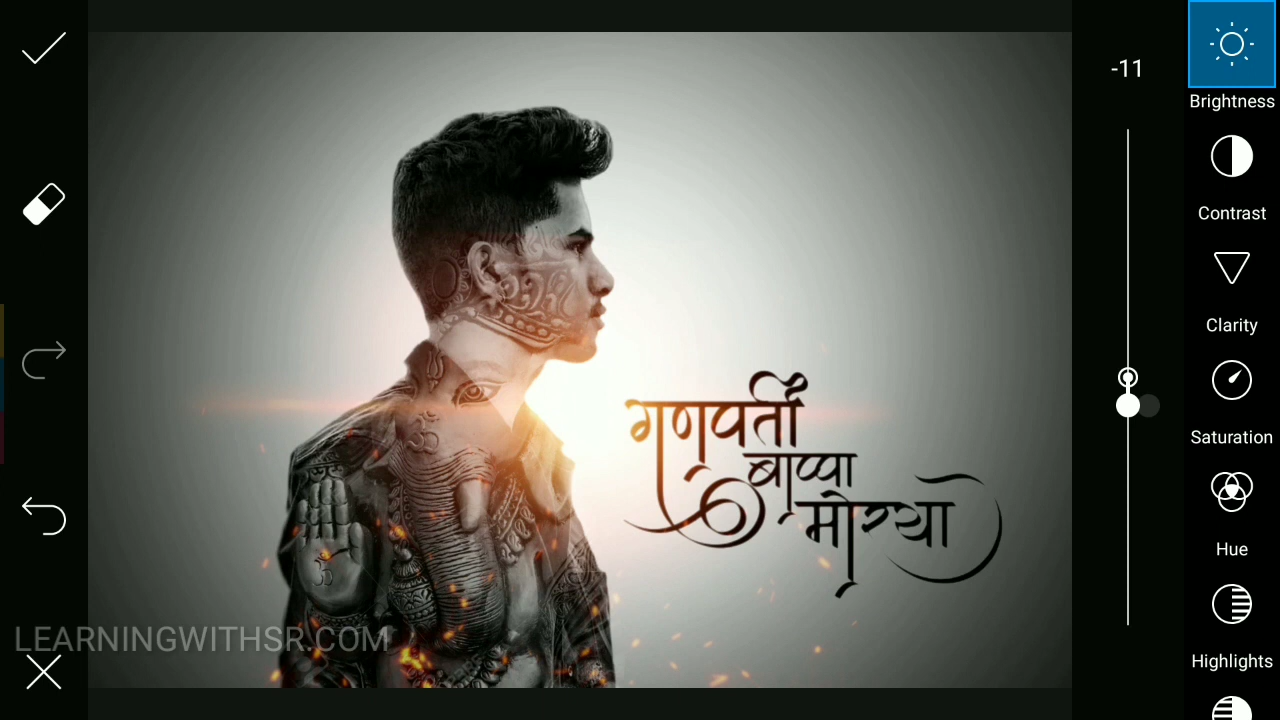 -11
Brightness
Contrast
Clarity
Saturation
Hue
Highlights
गणपती
बाप्पा
मोरया
ॐ
ॐ
LEARNINGWITHSR.COM